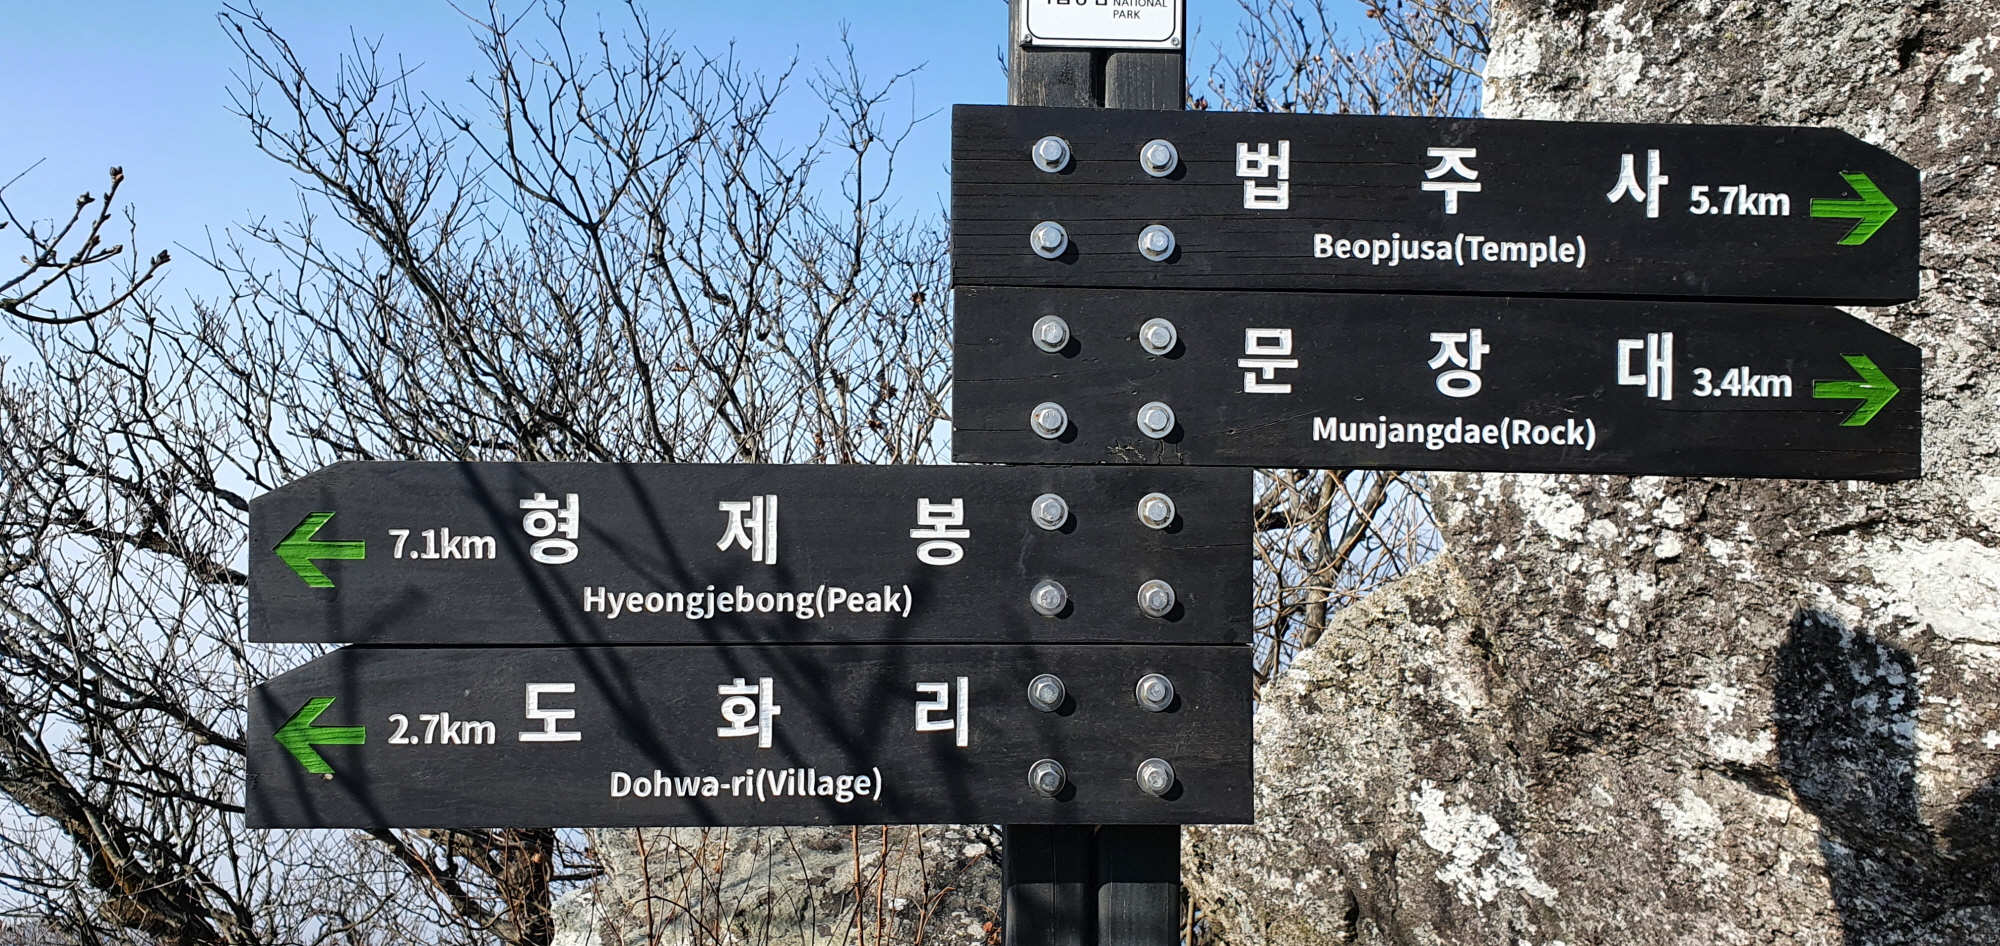 NATIONAL
PARK
법 주 사 5.7km
Beopjusa(Temple)
문 장 대 3.4km
Munjangdae(Rock)
7.1km 형 제 봉
Hyeongjebong(Peak)
2.7km 도 화 리
Dohwa-ri(Village)